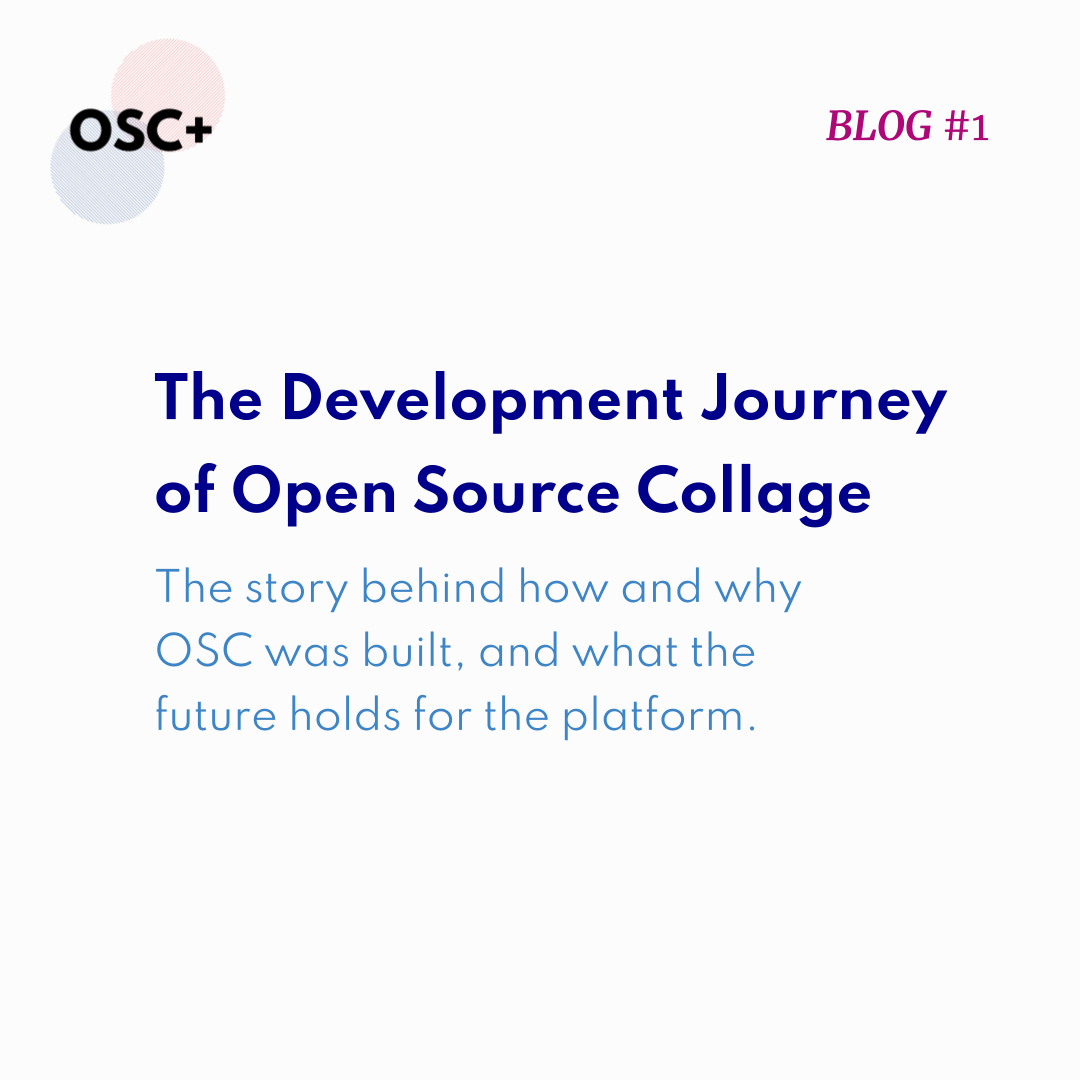 OSC+
BLOG #1
The Development Journey
of Open Source Collage
The story behind how and why
OSC was built, and what the
future holds for the platform.